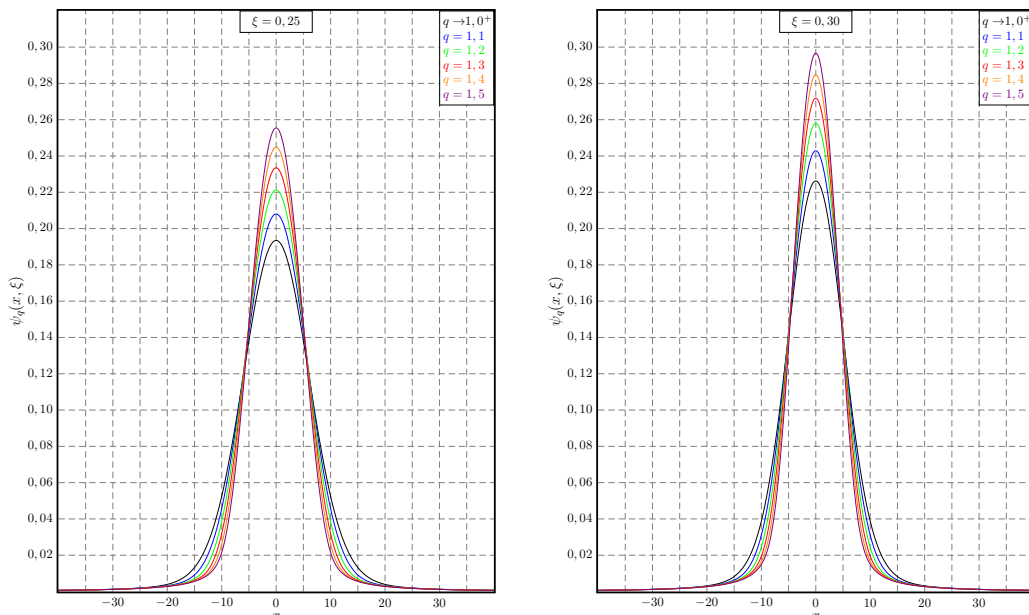 ξ = 0, 25
q →1, 0⁺
q = 1, 1
q = 1, 2
q = 1, 3
q = 1, 4
q = 1, 5
0, 30
0, 28
0, 26
0, 24
0, 22
0, 20
0, 18
0, 16
0, 14
0, 12
0, 10
0, 08
0, 06
0, 04
0, 02
ψ_q(x, ξ)
−30 −20 −10 0 10 20 30
x
ξ = 0, 30
q →1, 0⁺
q = 1, 1
q = 1, 2
q = 1, 3
q = 1, 4
q = 1, 5
0, 30
0, 28
0, 26
0, 24
0, 22
0, 20
0, 18
0, 16
0, 14
0, 12
0, 10
0, 08
0, 06
0, 04
0, 02
ψ_q(x, ξ)
−30 −20 −10 0 10 20 30
x